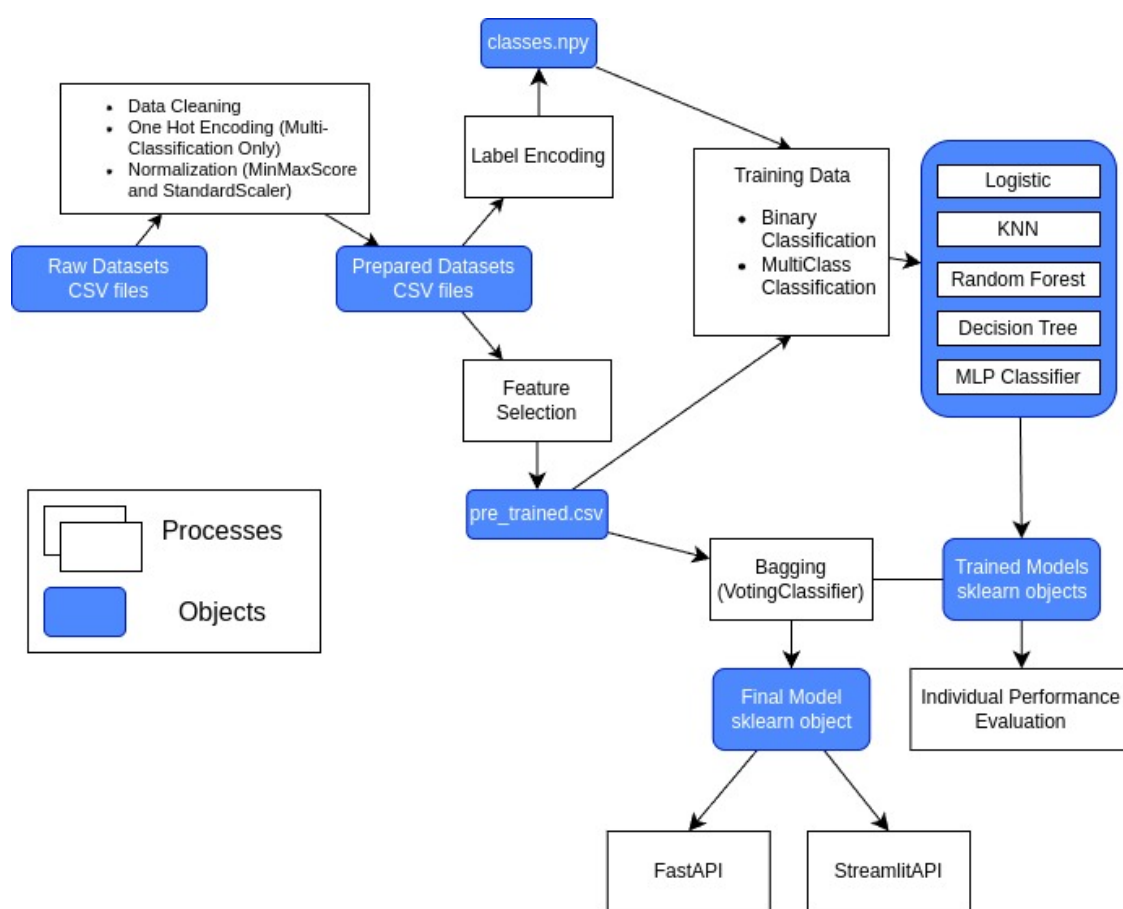 classes.npy
• Data Cleaning
• One Hot Encoding (Multi-
Classification Only)
• Normalization (MinMaxScore
and StandardScaler)
Label Encoding
Training Data
• Binary
Classification
• MultiClass
Classification
Logistic
KNN
Random Forest
Decision Tree
MLP Classifier
Raw Datasets
CSV files
Prepared Datasets
CSV files
Feature
Selection
pre_trained.csv
Processes
Objects
Bagging
(VotingClassifier)
Trained Models
sklearn objects
Final Model
sklearn object
Individual Performance
Evaluation
FastAPI
StreamlitAPI